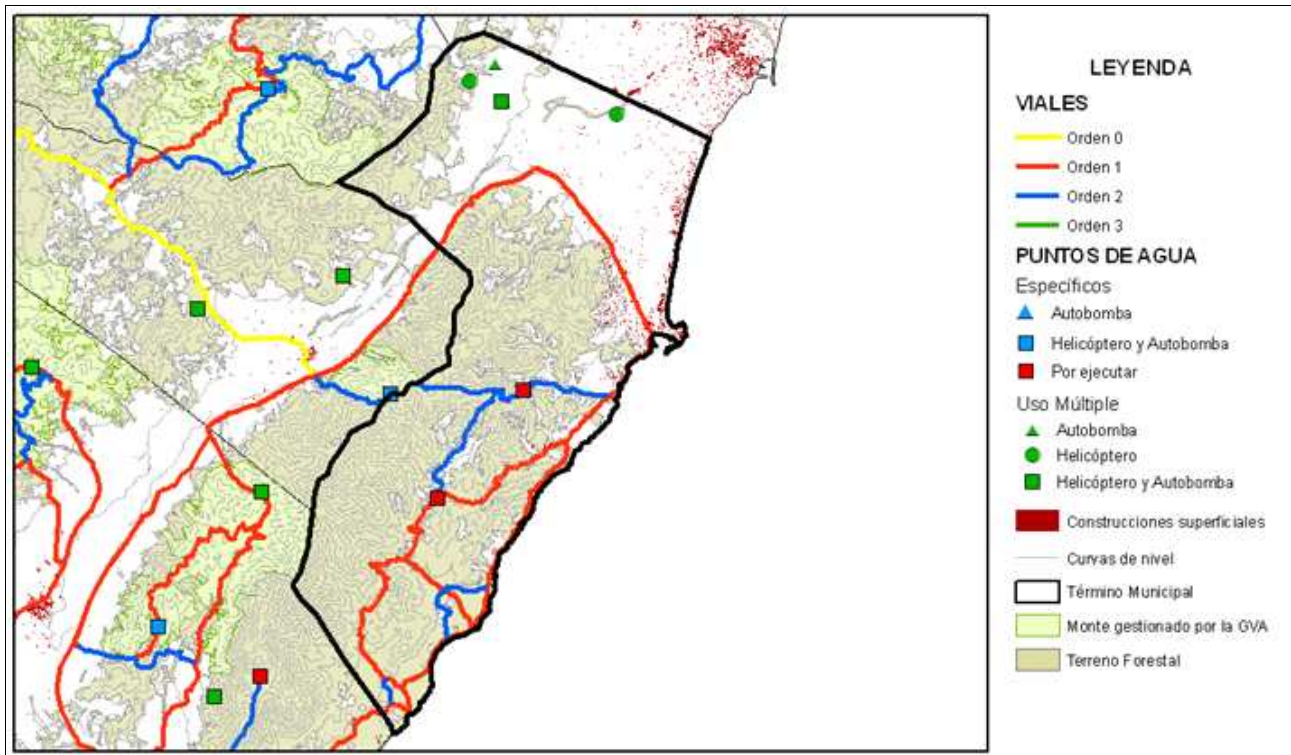 LEYENDA
VIALES
Orden 0
Orden 1
Orden 2
Orden 3
PUNTOS DE AGUA
Específicos
Autobomba
Helicóptero y Autobomba
Por ejecutar
Uso Múltiple
Autobomba
Helicóptero
Helicóptero y Autobomba
Construcciones superficiales
Curvas de nivel
Término Municipal
Monte gestionado por la GVA
Terreno Forestal